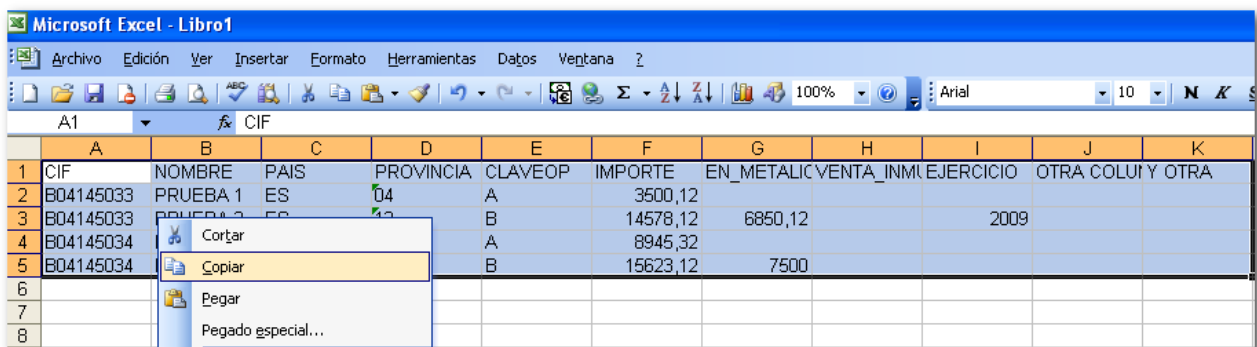 Microsoft Excel - Libro1
Archivo Edición Ver Insertar Formato Herramientas Datos Ventana ?
100% Arial 10 N K
A1 fx CIF
A B C D E F G H I J K
1 CIF NOMBRE PAIS PROVINCIA CLAVEOP IMPORTE EN_METALIC VENTA_INMU EJERCICIO OTRA COLUM Y OTRA
2 B04145033 PRUEBA 1 ES 04 A 3500,12
3 B04145033 B 14578,12 6850,12 2009
4 B04145034 A 8945,32
5 B04145034 B 15623,12 7500
6
7
8
Cortar
Copiar
Pegar
Pegado especial...